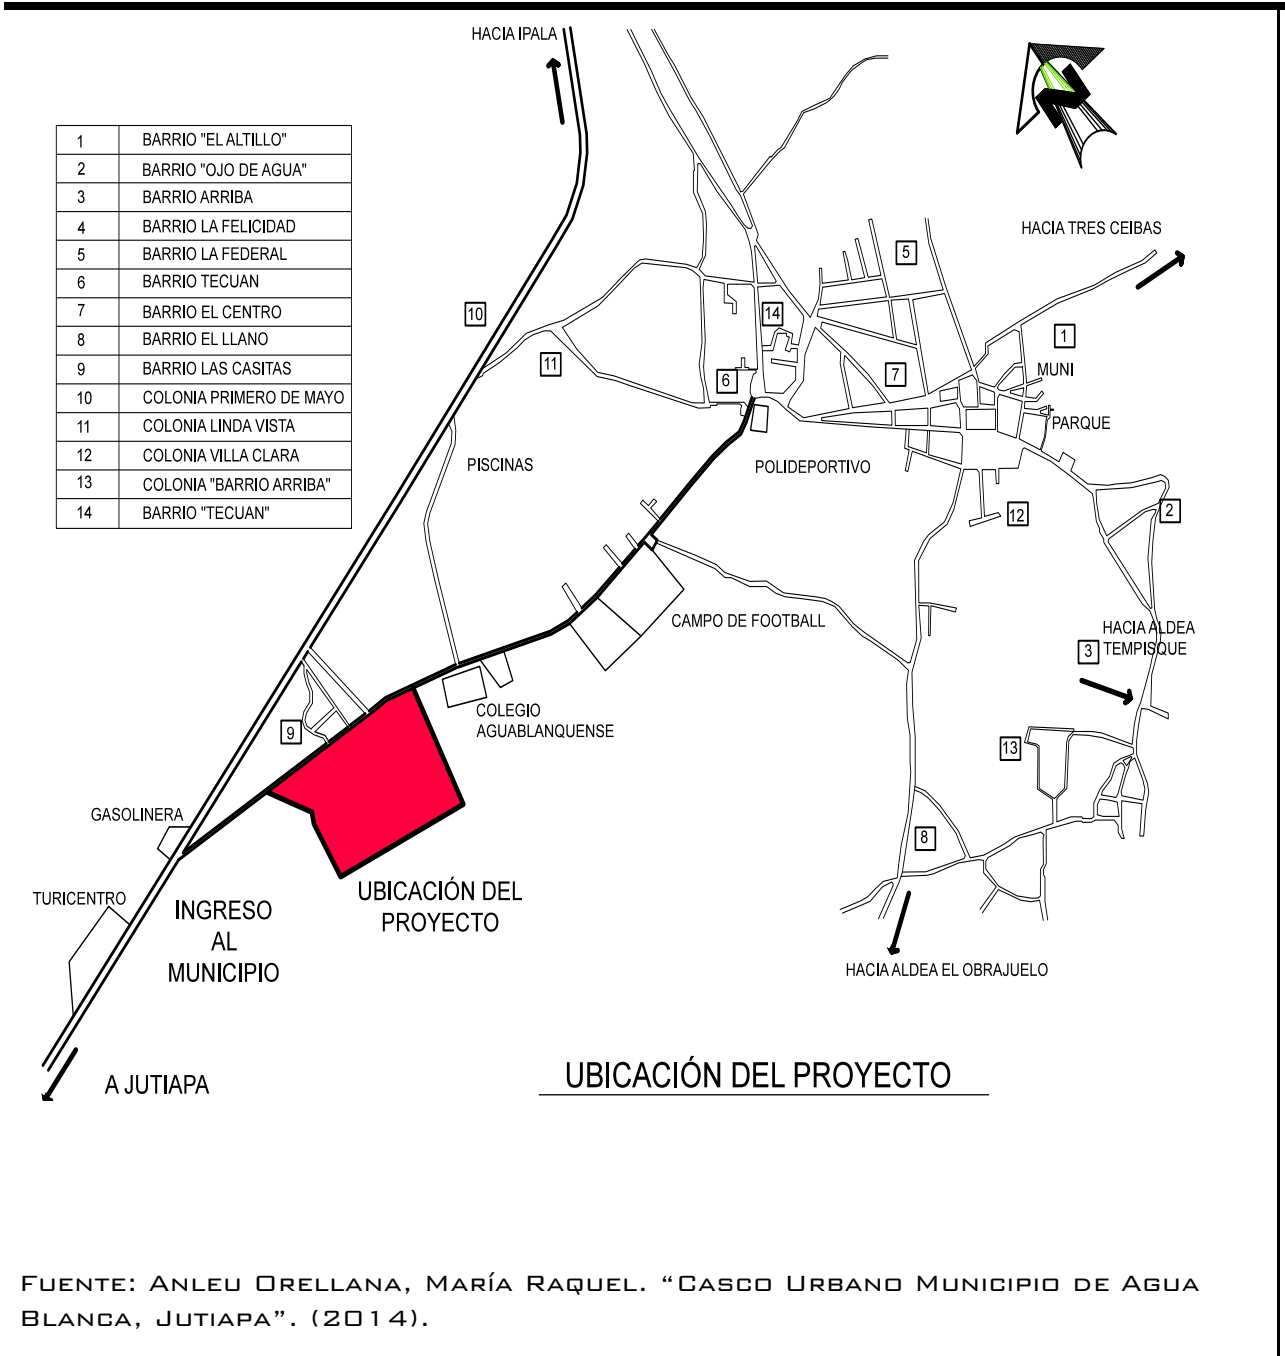 HACIA IPALA
1 BARRIO "EL ALTILLO"
2 BARRIO "OJO DE AGUA"
3 BARRIO ARRIBA
4 BARRIO LA FELICIDAD
5 BARRIO LA FEDERAL
6 BARRIO TECUAN
7 BARRIO EL CENTRO
8 BARRIO EL LLANO
9 BARRIO LAS CASITAS
10 COLONIA PRIMERO DE MAYO
11 COLONIA LINDA VISTA
12 COLONIA VILLA CLARA
13 COLONIA "BARRIO ARRIBA"
14 BARRIO "TECUAN"
HACIA TRES CEIBAS
5
10
14
1
11
MUNI
6
7
PARQUE
PISCINAS
POLIDEPORTIVO
12
2
CAMPO DE FOOTBALL
HACIA ALDEA
TEMPISQUE
3
COLEGIO
AGUABLANQUENSE
9
13
GASOLINERA
8
TURICENTRO
UBICACIÓN DEL
PROYECTO
INGRESO
AL
MUNICIPIO
HACIA ALDEA EL OBRAJUELO
A JUTIAPA
UBICACIÓN DEL PROYECTO
FUENTE: ANLEU ORELLANA, MARÍA RAQUEL. “CASCO URBANO MUNICIPIO DE AGUA
BLANCA, JUTIAPA”. (2014).